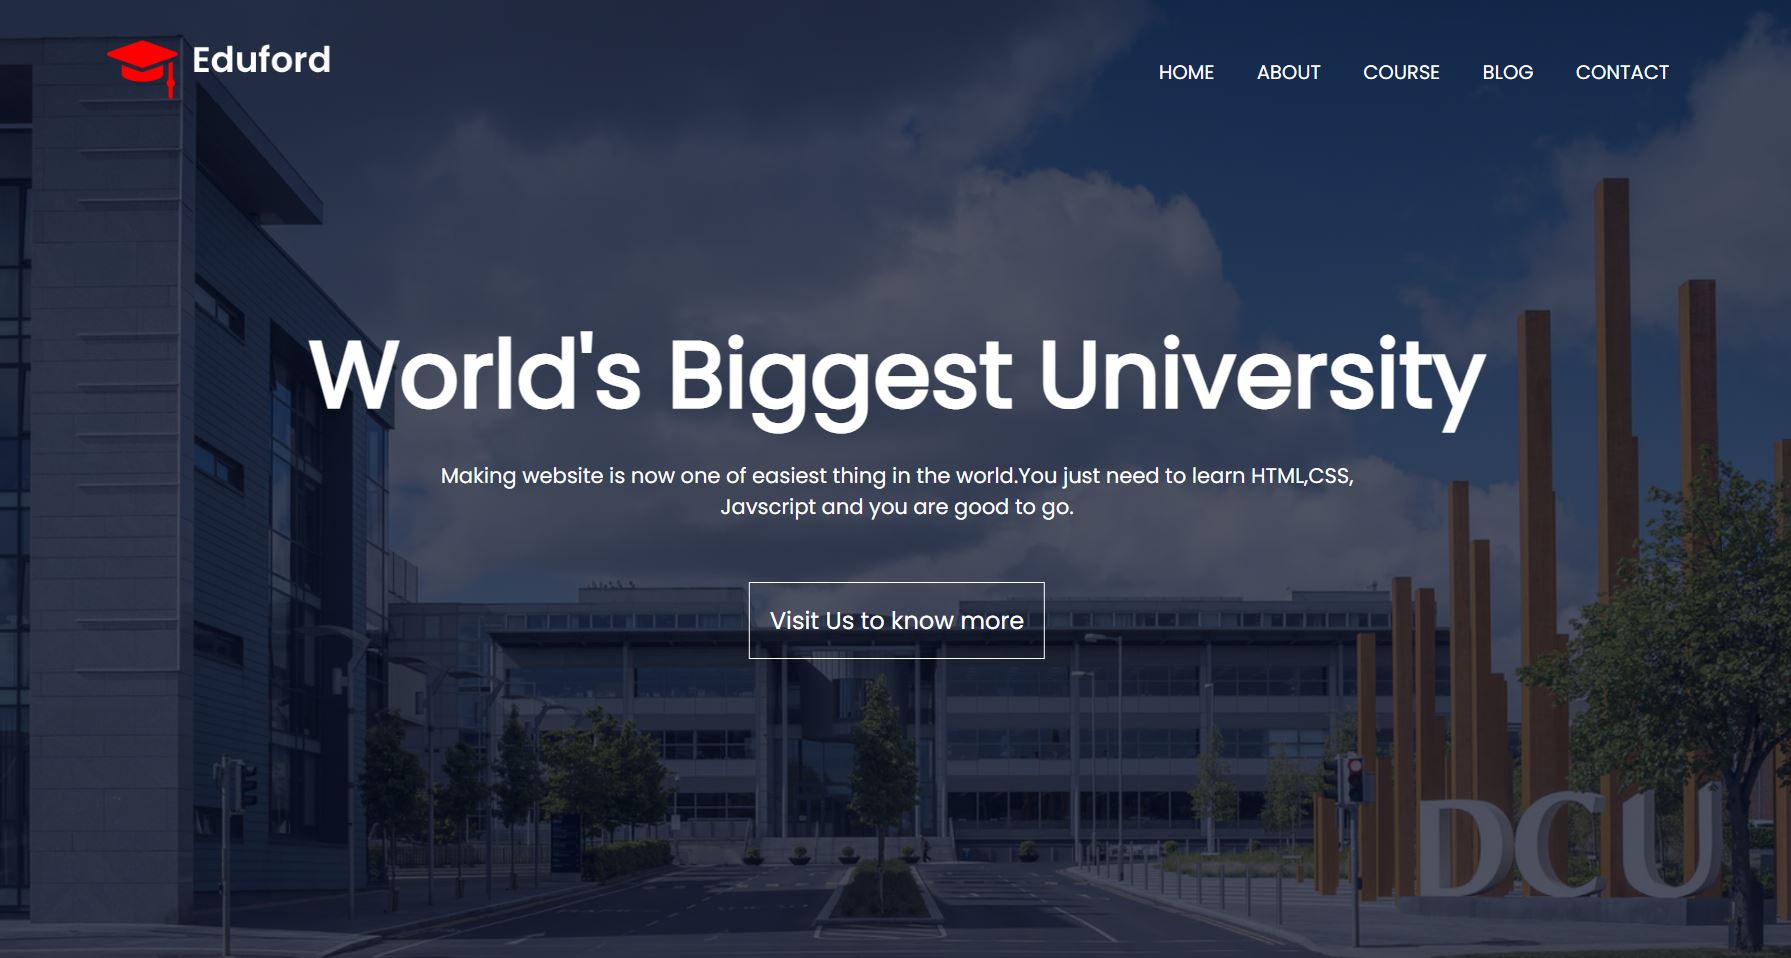 Eduford
HOME ABOUT COURSE BLOG CONTACT
World's Biggest University
Making website is now one of easiest thing in the world.You just need to learn HTML,CSS,
Javscript and you are good to go.
Visit Us to know more
DCU